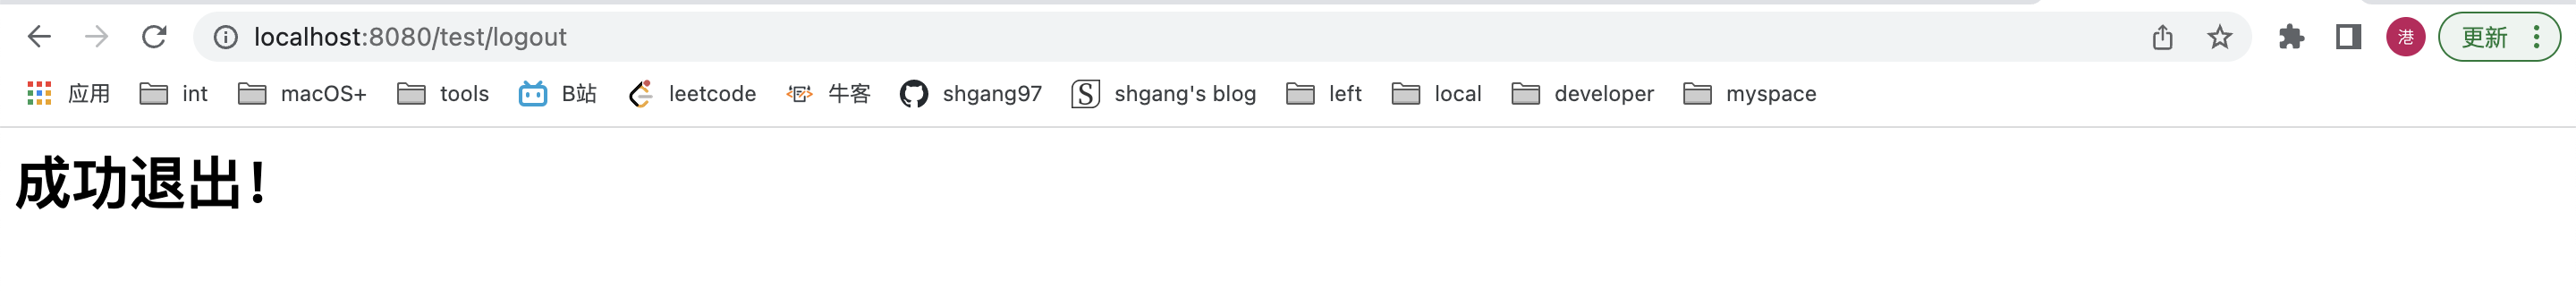 localhost:8080/test/logout 港 更新
应用 int macOS+ tools B站 leetcode 牛客 shgang97 S shgang's blog left local developer myspace
成功退出!